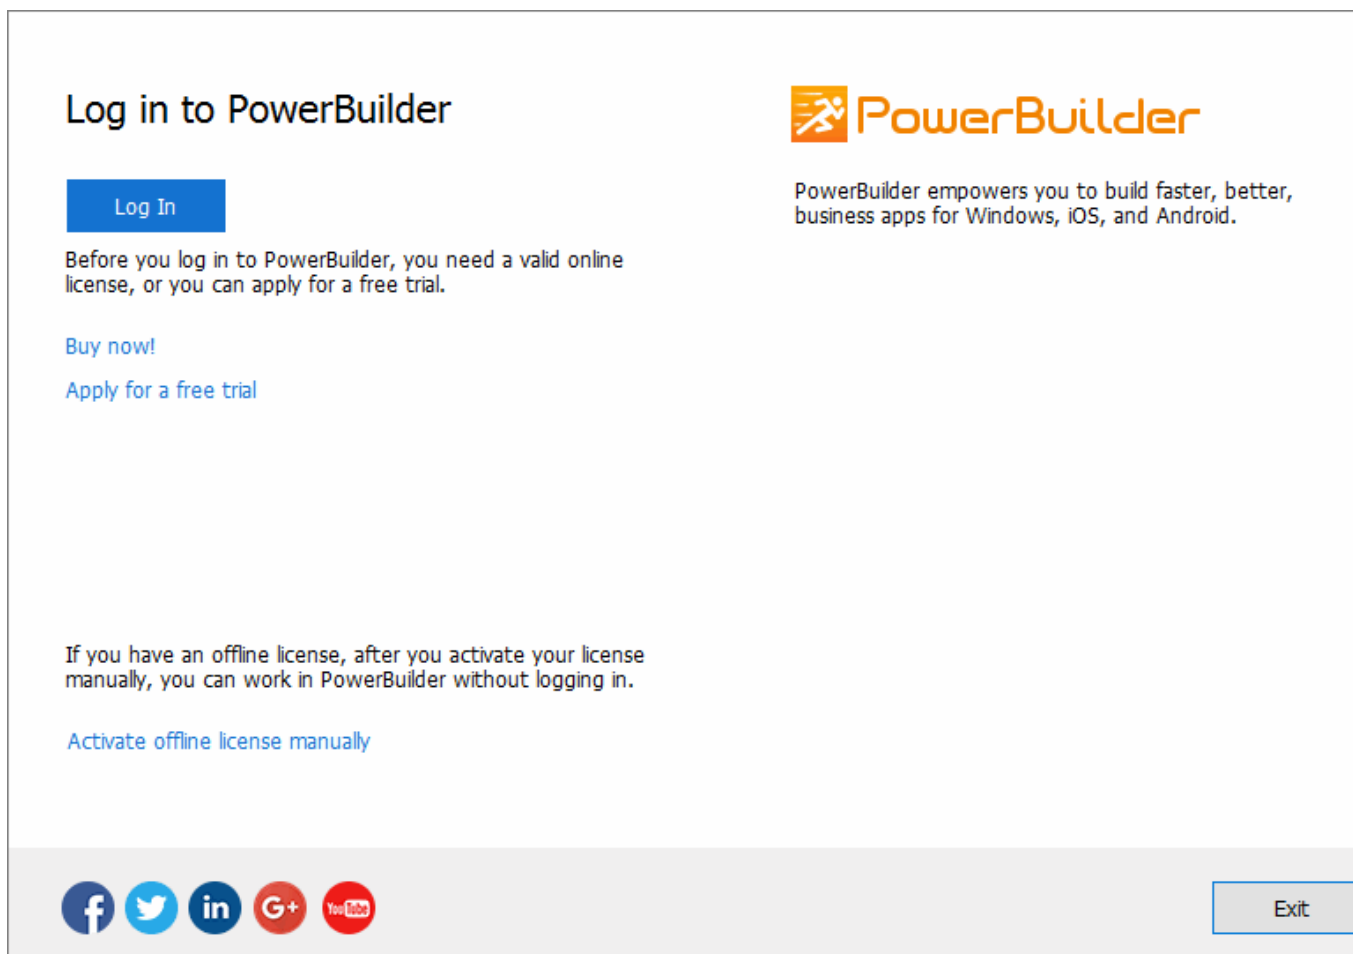 Log in to PowerBuilder
Log In
Before you log in to PowerBuilder, you need a valid online
license, or you can apply for a free trial.
Buy now!
Apply for a free trial
If you have an offline license, after you activate your license
manually, you can work in PowerBuilder without logging in.
Activate offline license manually
PowerBuilder
PowerBuilder empowers you to build faster, better,
business apps for Windows, iOS, and Android.
f
in
G+
YouTube
Exit